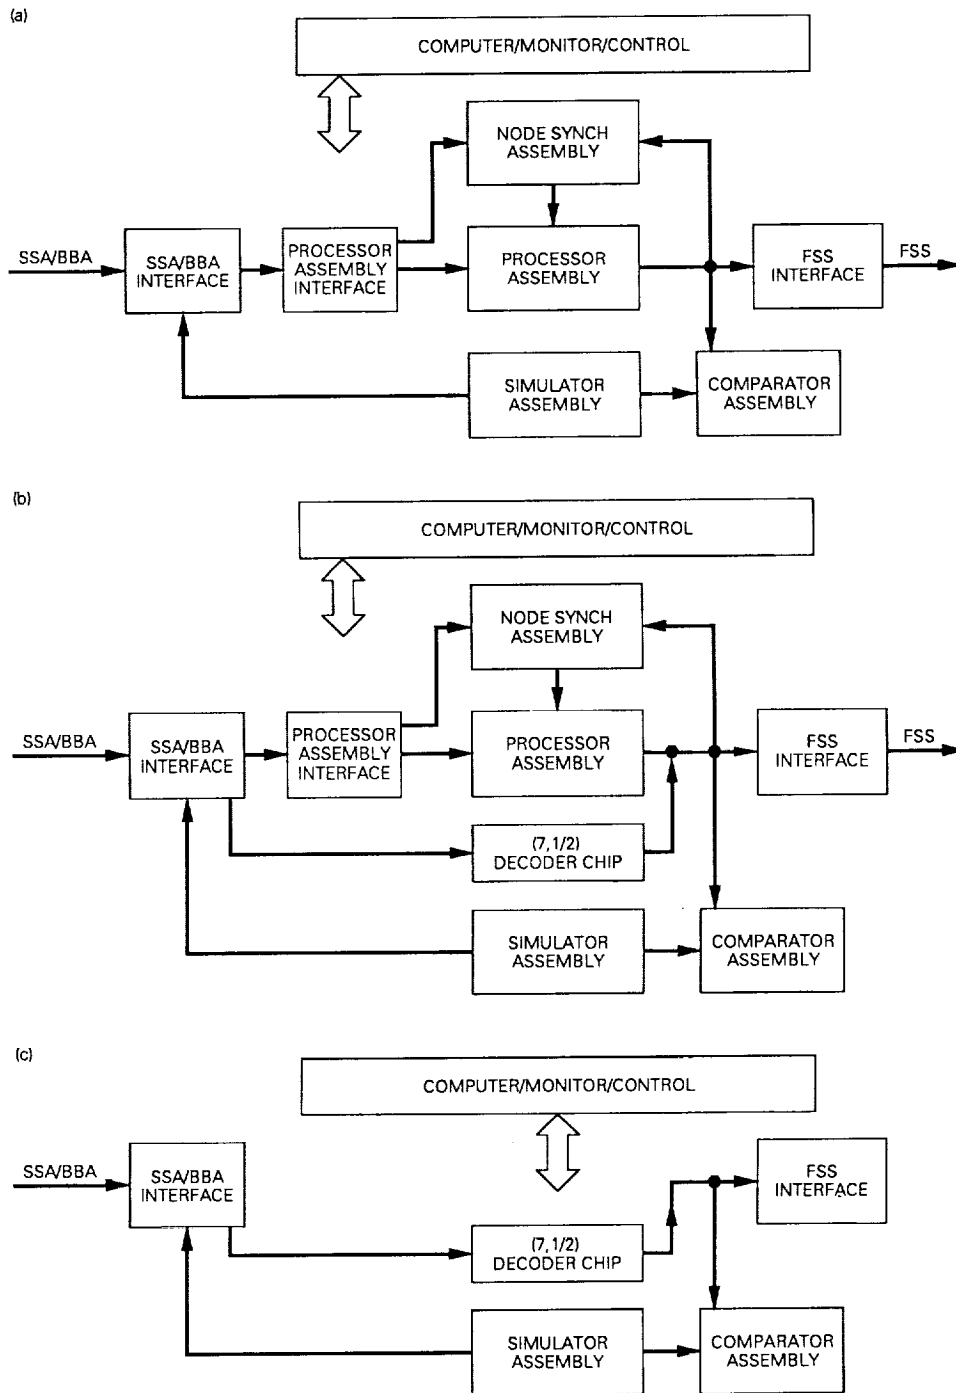 (a)
COMPUTER/MONITOR/CONTROL
NODE SYNCH
ASSEMBLY
SSA/BBA
SSA/BBA
INTERFACE
PROCESSOR
ASSEMBLY
INTERFACE
PROCESSOR
ASSEMBLY
FSS
INTERFACE
FSS
SIMULATOR
ASSEMBLY
COMPARATOR
ASSEMBLY
(b)
COMPUTER/MONITOR/CONTROL
NODE SYNCH
ASSEMBLY
SSA/BBA
SSA/BBA
INTERFACE
PROCESSOR
ASSEMBLY
INTERFACE
PROCESSOR
ASSEMBLY
FSS
INTERFACE
FSS
(7, 1/2)
DECODER CHIP
SIMULATOR
ASSEMBLY
COMPARATOR
ASSEMBLY
(c)
COMPUTER/MONITOR/CONTROL
SSA/BBA
SSA/BBA
INTERFACE
FSS
INTERFACE
(7, 1/2)
DECODER CHIP
SIMULATOR
ASSEMBLY
COMPARATOR
ASSEMBLY